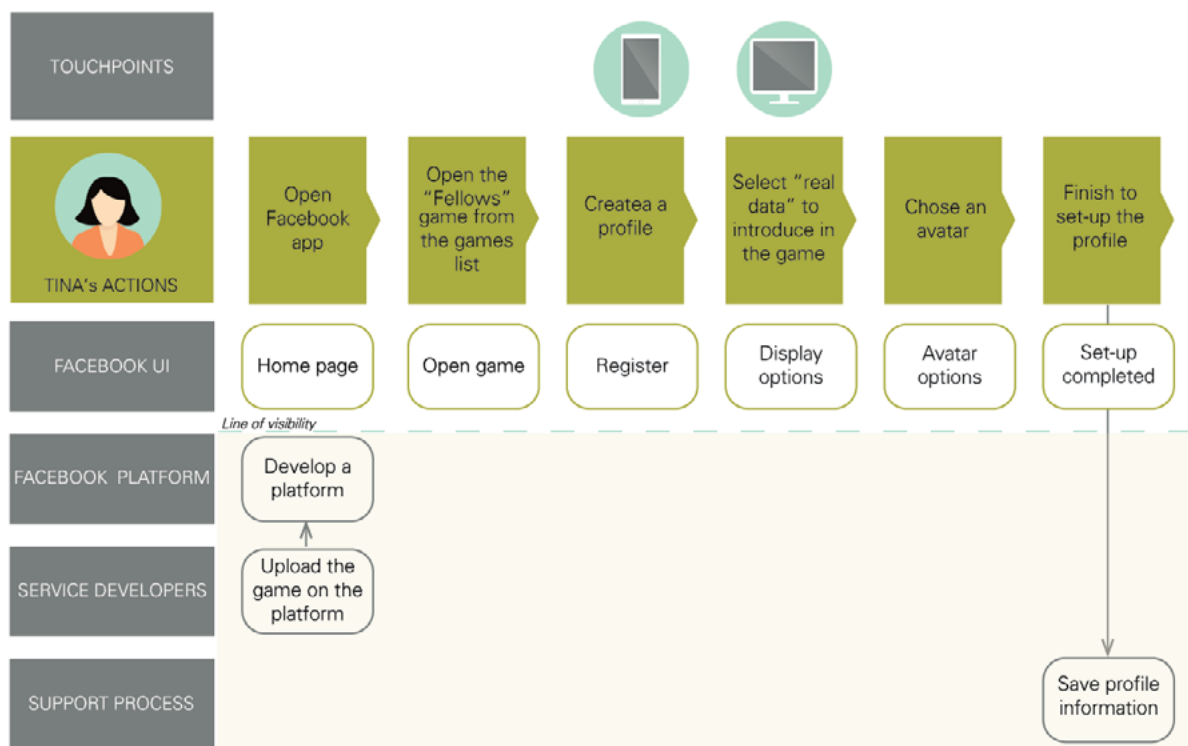 TOUCHPOINTS
TINA's ACTIONS
Open
Facebook
app
Open the
“Fellows”
game from
the games
list
Createa a
profile
Select “real
data” to
introduce in
the game
Chose an
avatar
Finish to
set-up the
profile
FACEBOOK UI
Home page
Open game
Register
Display
options
Avatar
options
Set-up
completed
Line of visibility
FACEBOOK PLATFORM
Develop a
platform
SERVICE DEVELOPERS
Upload the
game on the
platform
SUPPORT PROCESS
Save profile
information